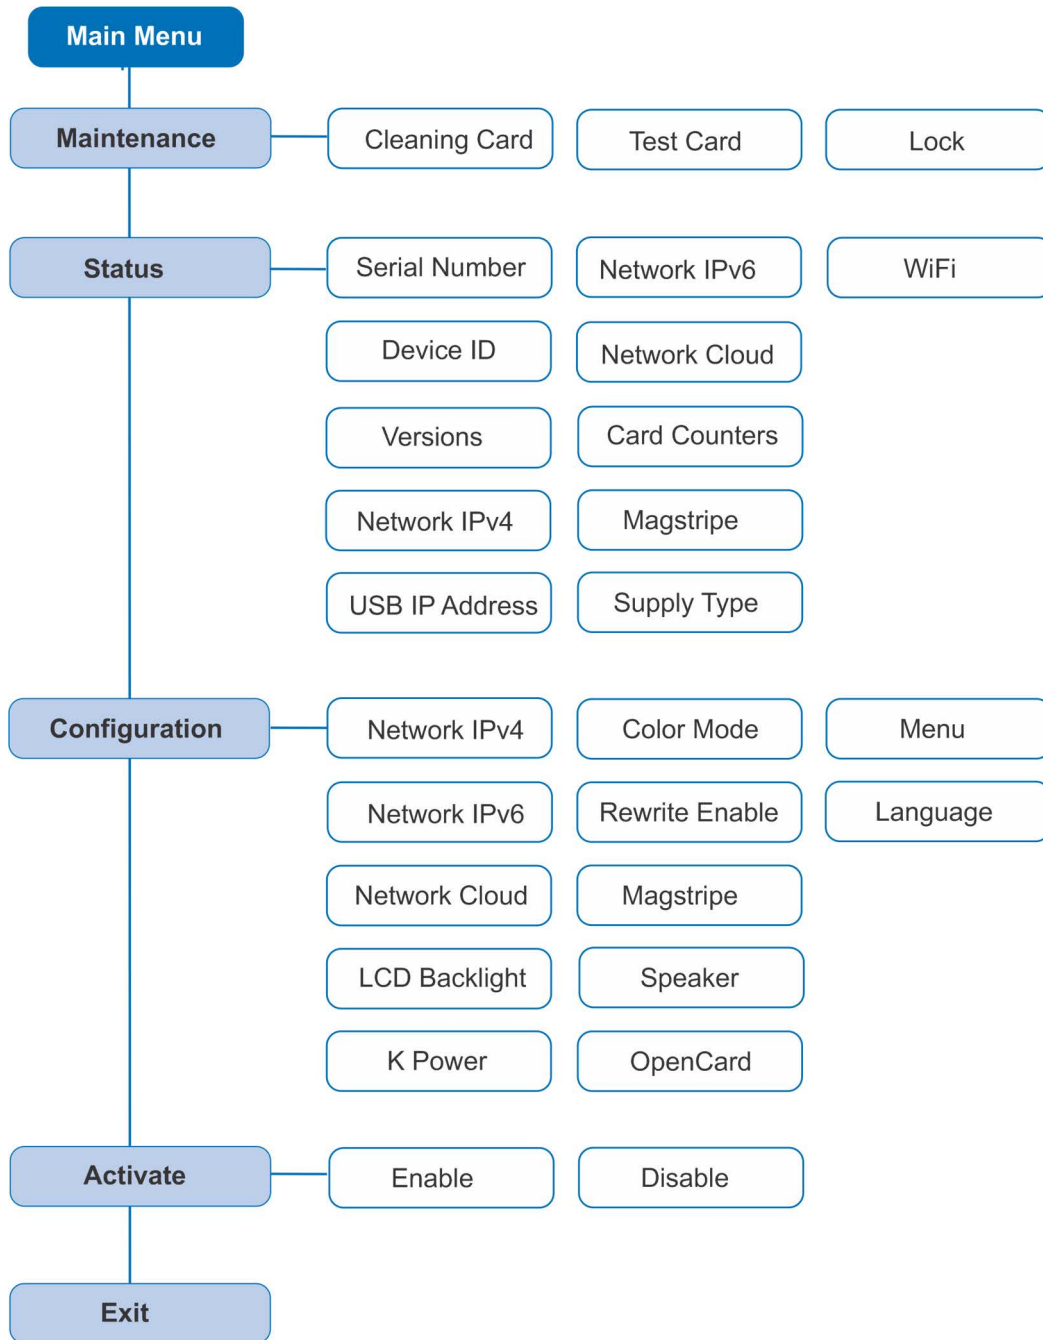 Main Menu
Maintenance
Cleaning Card
Test Card
Lock
Status
Serial Number
Network IPv6
WiFi
Device ID
Network Cloud
Versions
Card Counters
Network IPv4
Magstripe
USB IP Address
Supply Type
Configuration
Network IPv4
Color Mode
Menu
Network IPv6
Rewrite Enable
Language
Network Cloud
Magstripe
LCD Backlight
Speaker
K Power
OpenCard
Activate
Enable
Disable
Exit